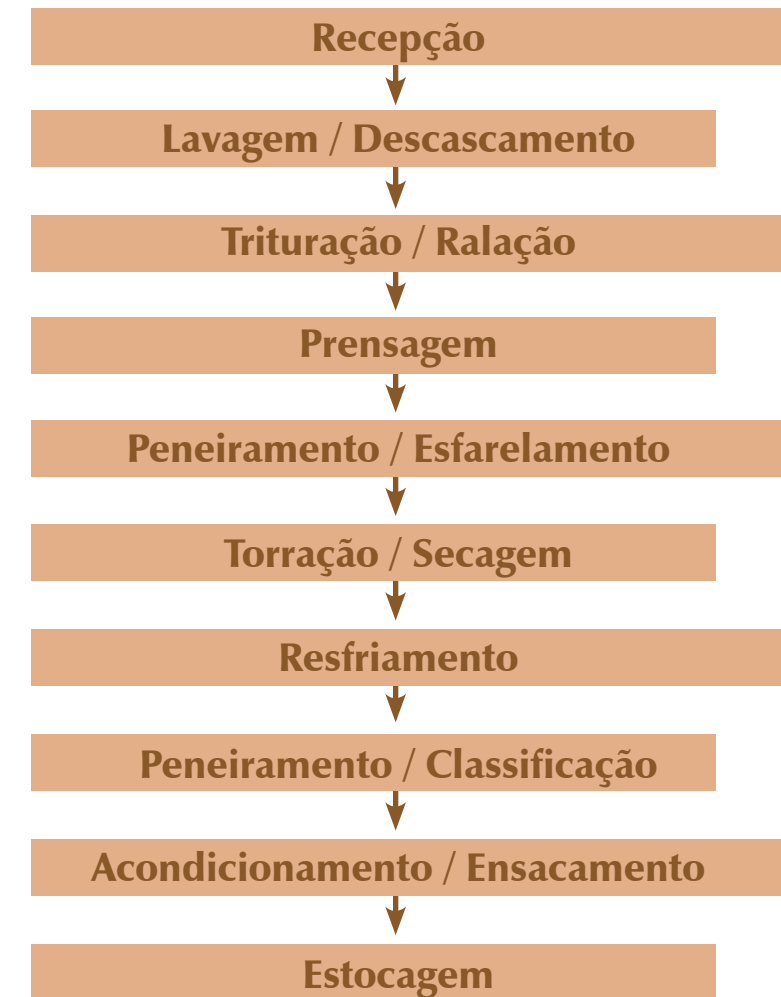 Recepção
Lavagem / Descascamento
Trituração / Ralação
Prensagem
Peneiramento / Esfarelamento
Torração / Secagem
Resfriamento
Peneiramento / Classificação
Acondicionamento / Ensacamento
Estocagem